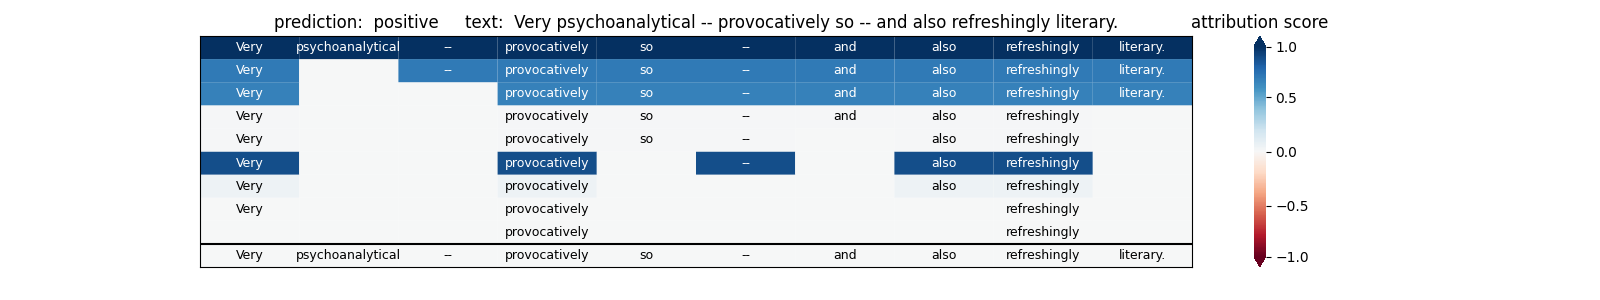 prediction:  positive     text:  Very psychoanalytical -- provocatively so -- and also refreshingly literary.     attribution score
Very psychoanalytical -- provocatively so -- and also refreshingly literary.
Very -- provocatively so -- and also refreshingly literary.
Very provocatively so -- and also refreshingly literary.
Very provocatively so -- and also refreshingly
Very provocatively so -- also refreshingly
Very provocatively -- also refreshingly
Very provocatively also refreshingly
Very provocatively refreshingly
provocatively refreshingly
Very psychoanalytical -- provocatively so -- and also refreshingly literary.
1.0
0.5
0.0
−0.5
−1.0